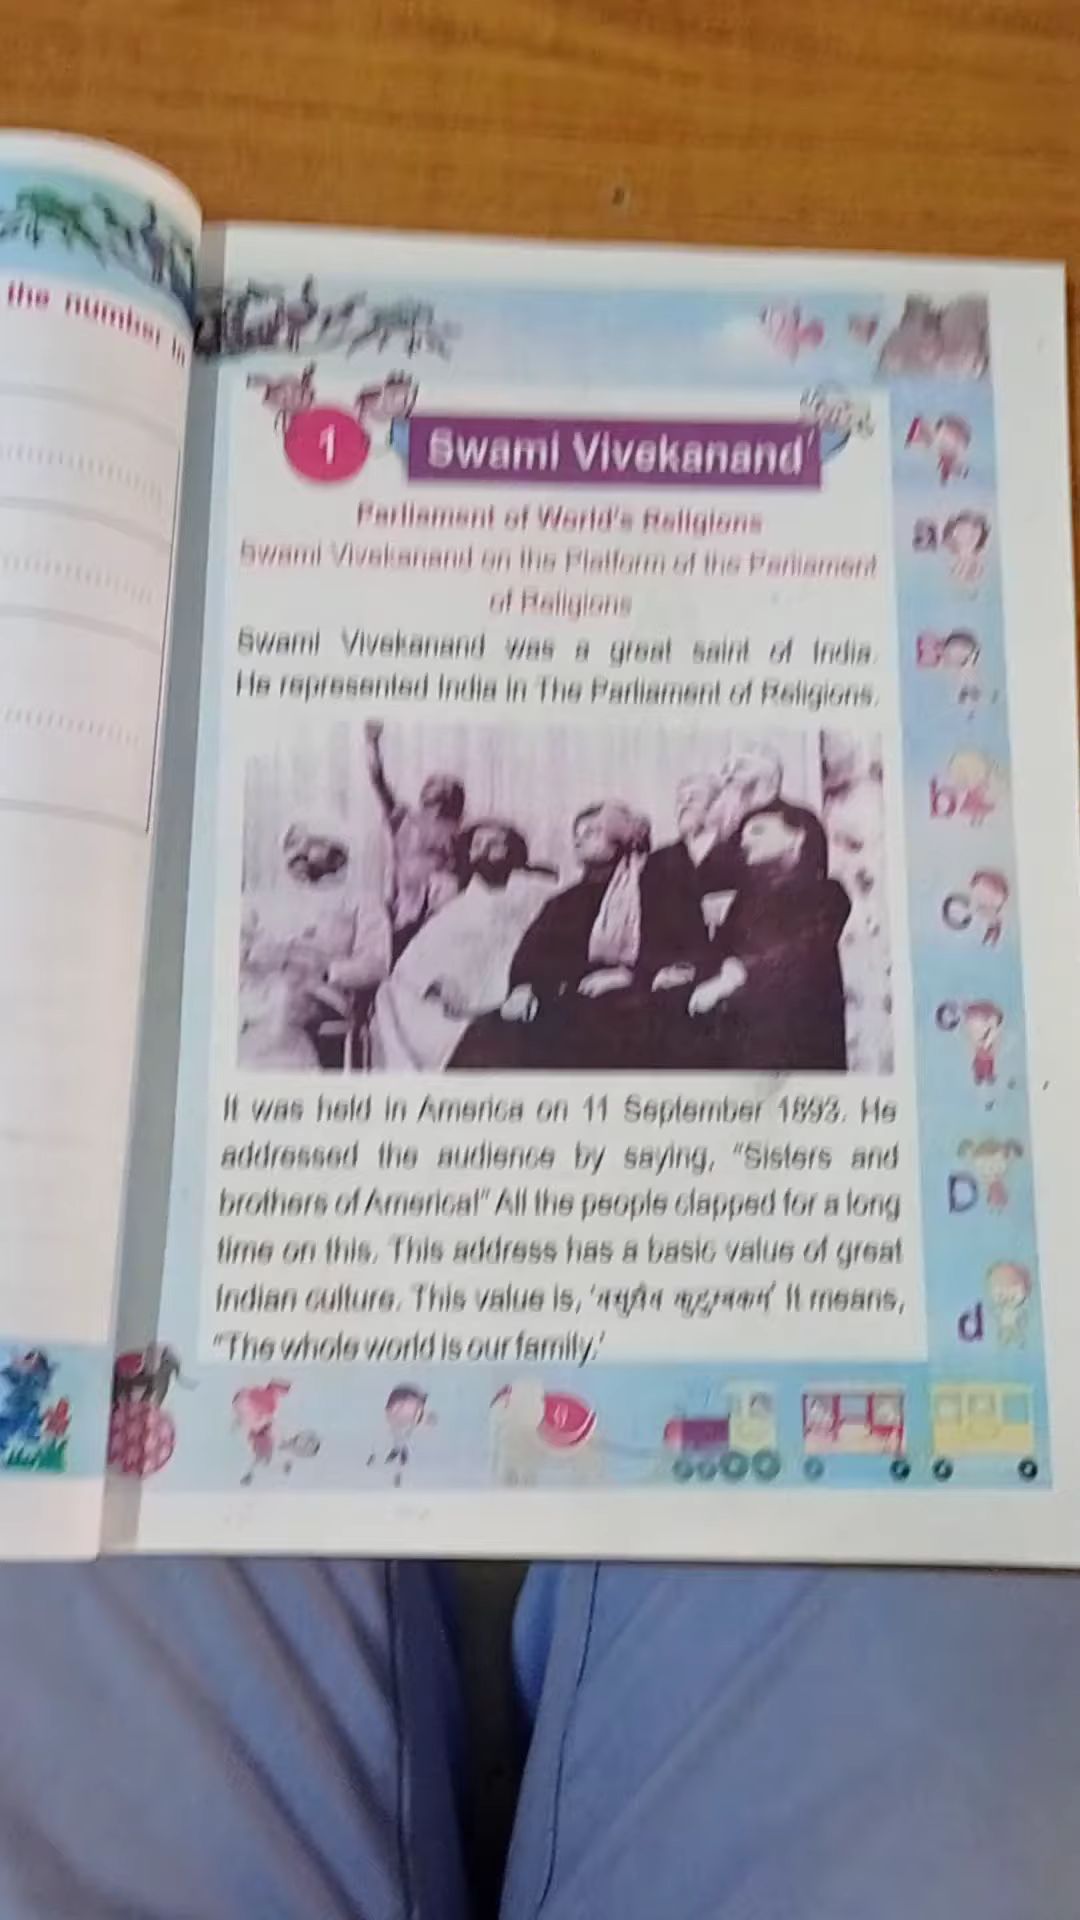 the number in
1
Swami Vivekanand
Parliament of World's Religions
Swami Vivekanand on the Platform of the Parliament
of Religions
Swami Vivekanand was a great saint of India.
He represented India in The Parliament of Religions.
It was held in America on 11 September 1893. He
addressed the audience by saying, "Sisters and
brothers of America!" All the people clapped for a long
time on this. This address has a basic value of great
Indian culture. This value is, ' ' It means,
"The whole world is our family.'
A
a
B
b
C
c
D
d